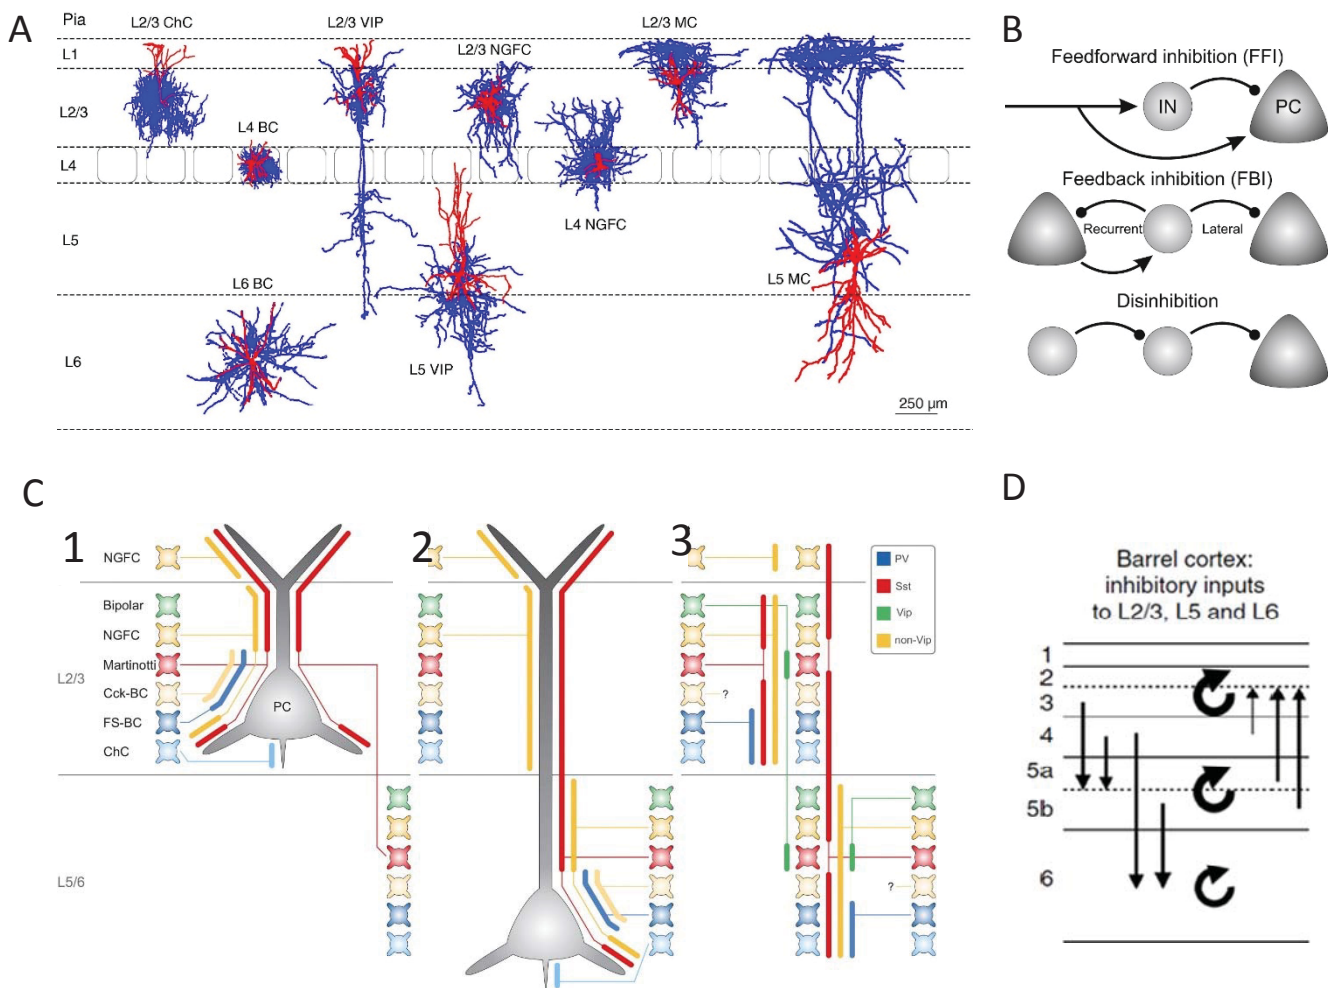 A
Pia
L2/3 ChC
L2/3 VIP
L2/3 MC
L1
L2/3 NGFC
L2/3
L4 BC
L4
L4 NGFC
L5
L6 BC
L5 MC
L6
L5 VIP
250 µm
B
Feedforward inhibition (FFI)
IN
PC
Feedback inhibition (FBI)
Recurrent
Lateral
Disinhibition
C
1
NGFC
Bipolar
NGFC
Martinotti
L2/3
Cck-BC
FS-BC
ChC
PC
L5/6
2
3
?
?
PV
Sst
Vip
non-Vip
D
Barrel cortex:
inhibitory inputs
to L2/3, L5 and L6
1
2
3
4
5a
5b
6